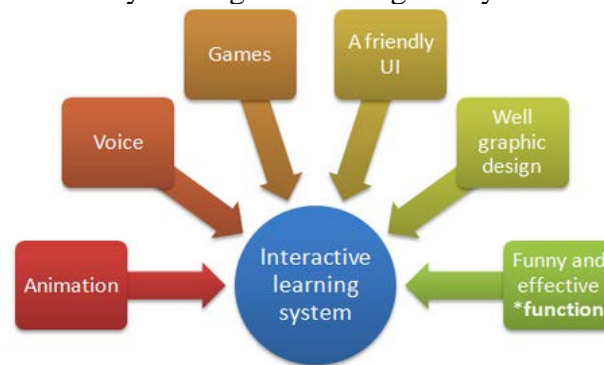 Games
A friendly
UI
Voice
Well
graphic
design
Animation
Interactive
learning
system
Funny and
effective
*function